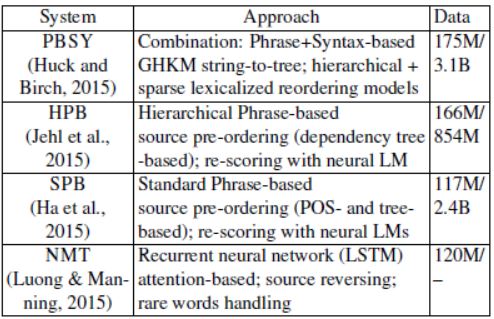 System Approach Data
PBSY Combination: Phrase+Syntax-based 175M/
(Huck and GHKM string-to-tree; hierarchical + 3.1B
Birch, 2015) sparse lexicalized reordering models
HPB Hierarchical Phrase-based 166M/
(Jehl et al., source pre-ordering (dependency tree 854M
2015) -based); re-scoring with neural LM
SPB Standard Phrase-based 117M/
(Ha et al., source pre-ordering (POS- and tree- 2.4B
2015) based); re-scoring with neural LMs
NMT Recurrent neural network (LSTM) 120M/
(Luong & Man- attention-based; source reversing; –
ning, 2015) rare words handling